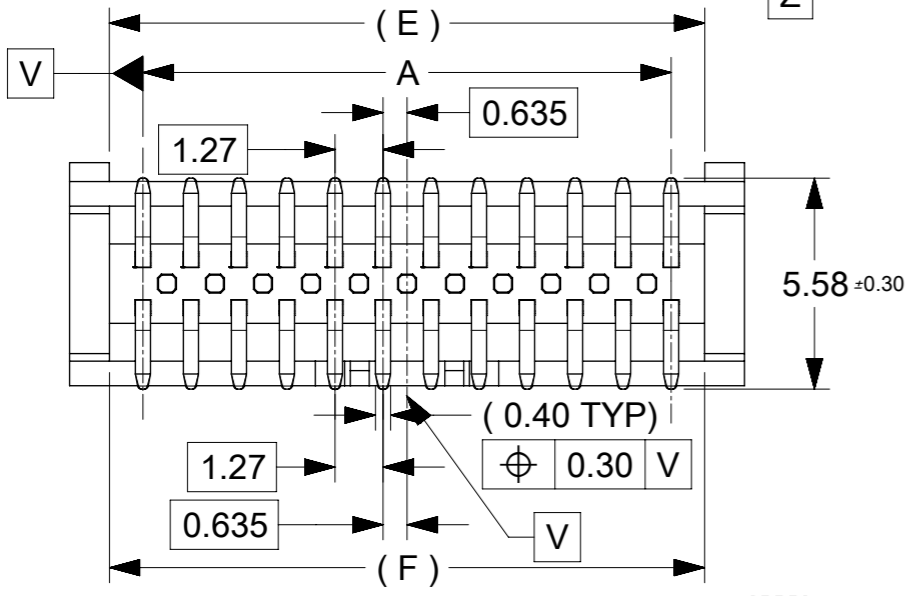 ( E )
V
A
0.635
1.27
5.58 ±0.30
( 0.40 TYP)
1.27
⌖ 0.30 V
0.635
V
( F )